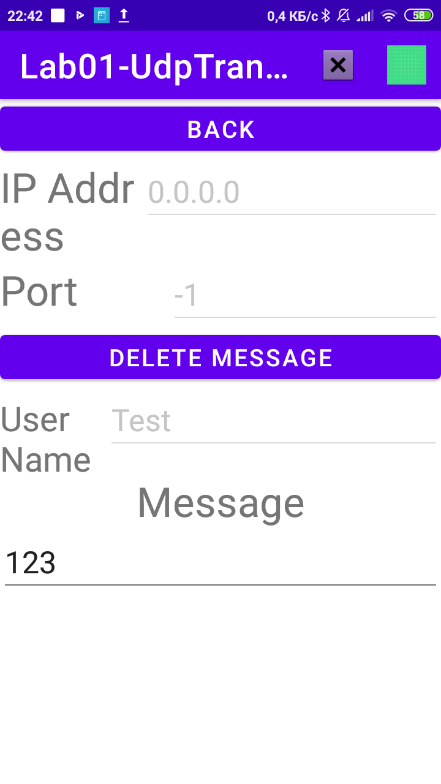 22:42 0,4 КБ/с 58
Lab01-UdpTran...
BACK
IP Addr 0.0.0.0
ess
Port -1
DELETE MESSAGE
User Test
Name
Message
123